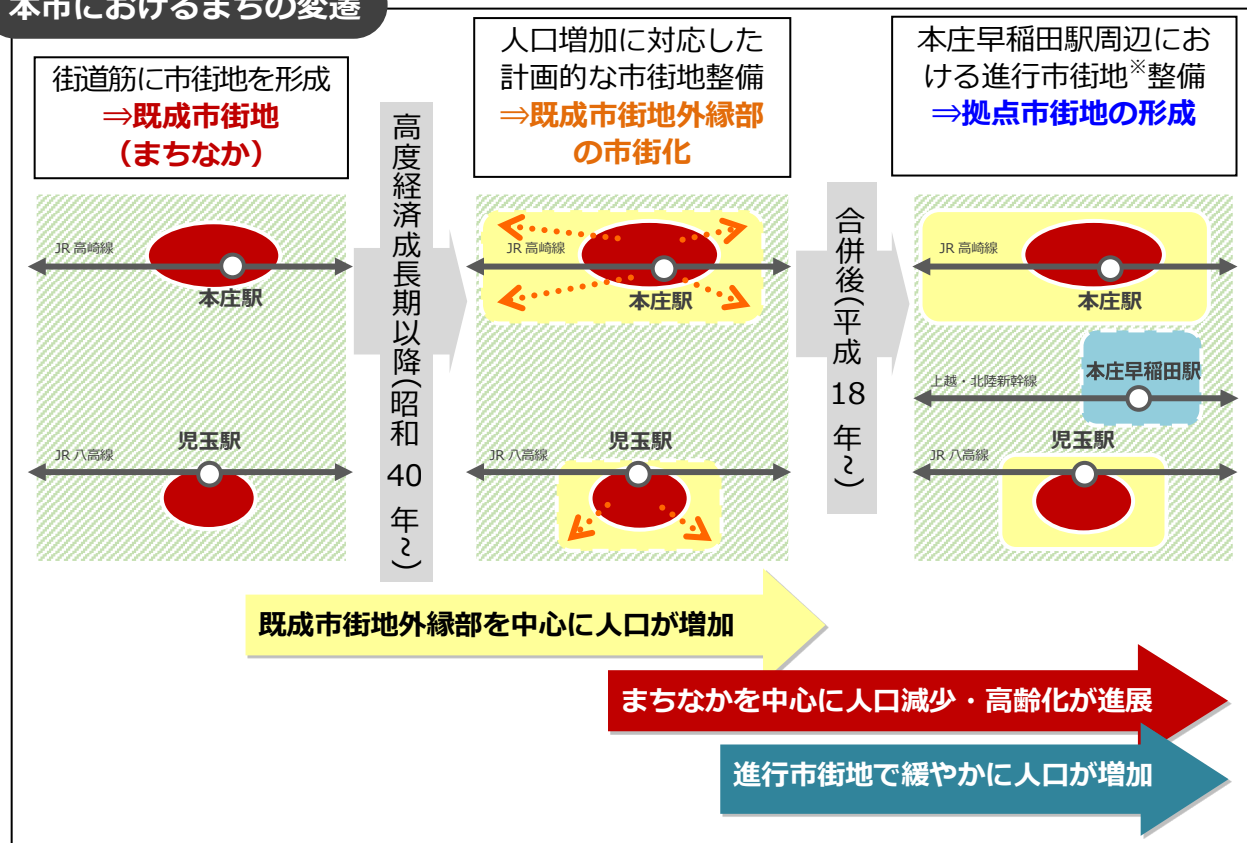 本市におけるまちの変遷
街道筋に市街地を形成
⇒既成市街地
（まちなか）
高度経済成長期以降(昭和40年~)
人口増加に対応した
計画的な市街地整備
⇒既成市街地外縁部
の市街化
合併後(平成18年~)
本庄早稲田駅周辺にお
ける進行市街地※整備
⇒拠点市街地の形成
JR 高崎線
本庄駅
児玉駅
JR 八高線
JR 高崎線
本庄駅
児玉駅
JR 八高線
JR 高崎線
本庄駅
本庄早稲田駅
上越・北陸新幹線
児玉駅
JR 八高線
既成市街地外縁部を中心に人口が増加
まちなかを中心に人口減少・高齢化が進展
進行市街地で緩やかに人口が増加